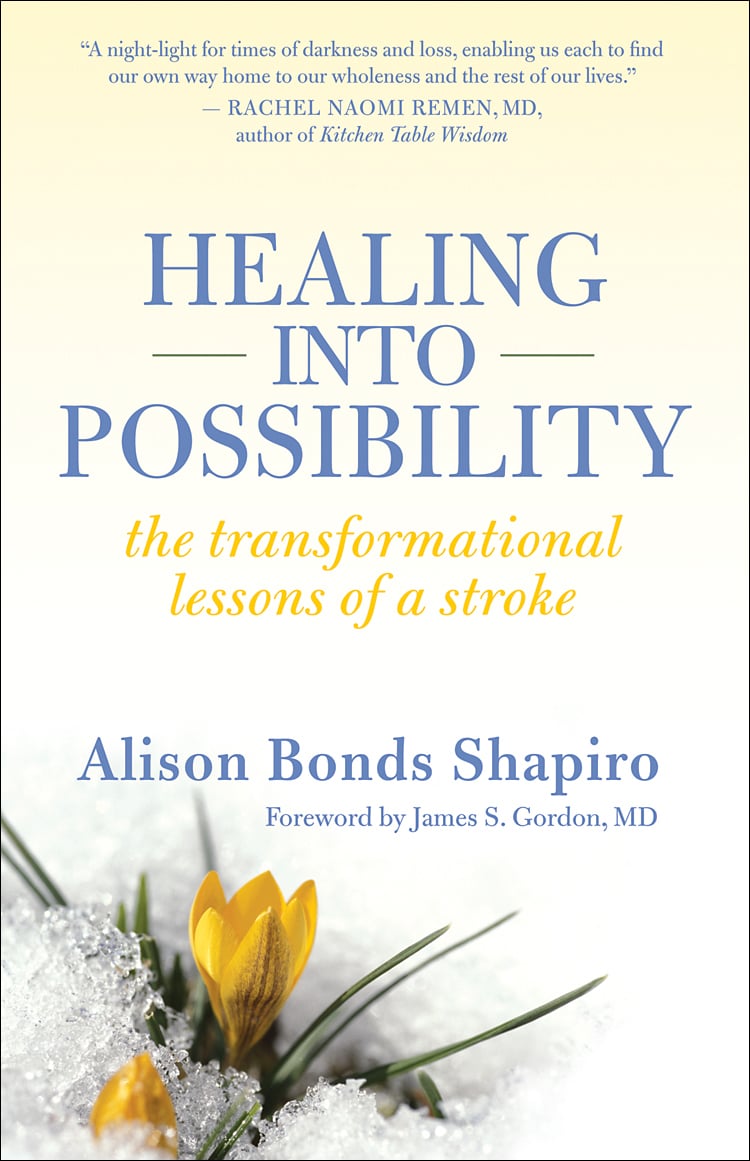 “A night-light for times of darkness and loss, enabling us each to find
our own way home to our wholeness and the rest of our lives.”
— RACHEL NAOMI REMEN, MD,
author of Kitchen Table Wisdom
HEALING
INTO
POSSIBILITY
the transformational
lessons of a stroke
Alison Bonds Shapiro
Foreword by James S. Gordon, MD